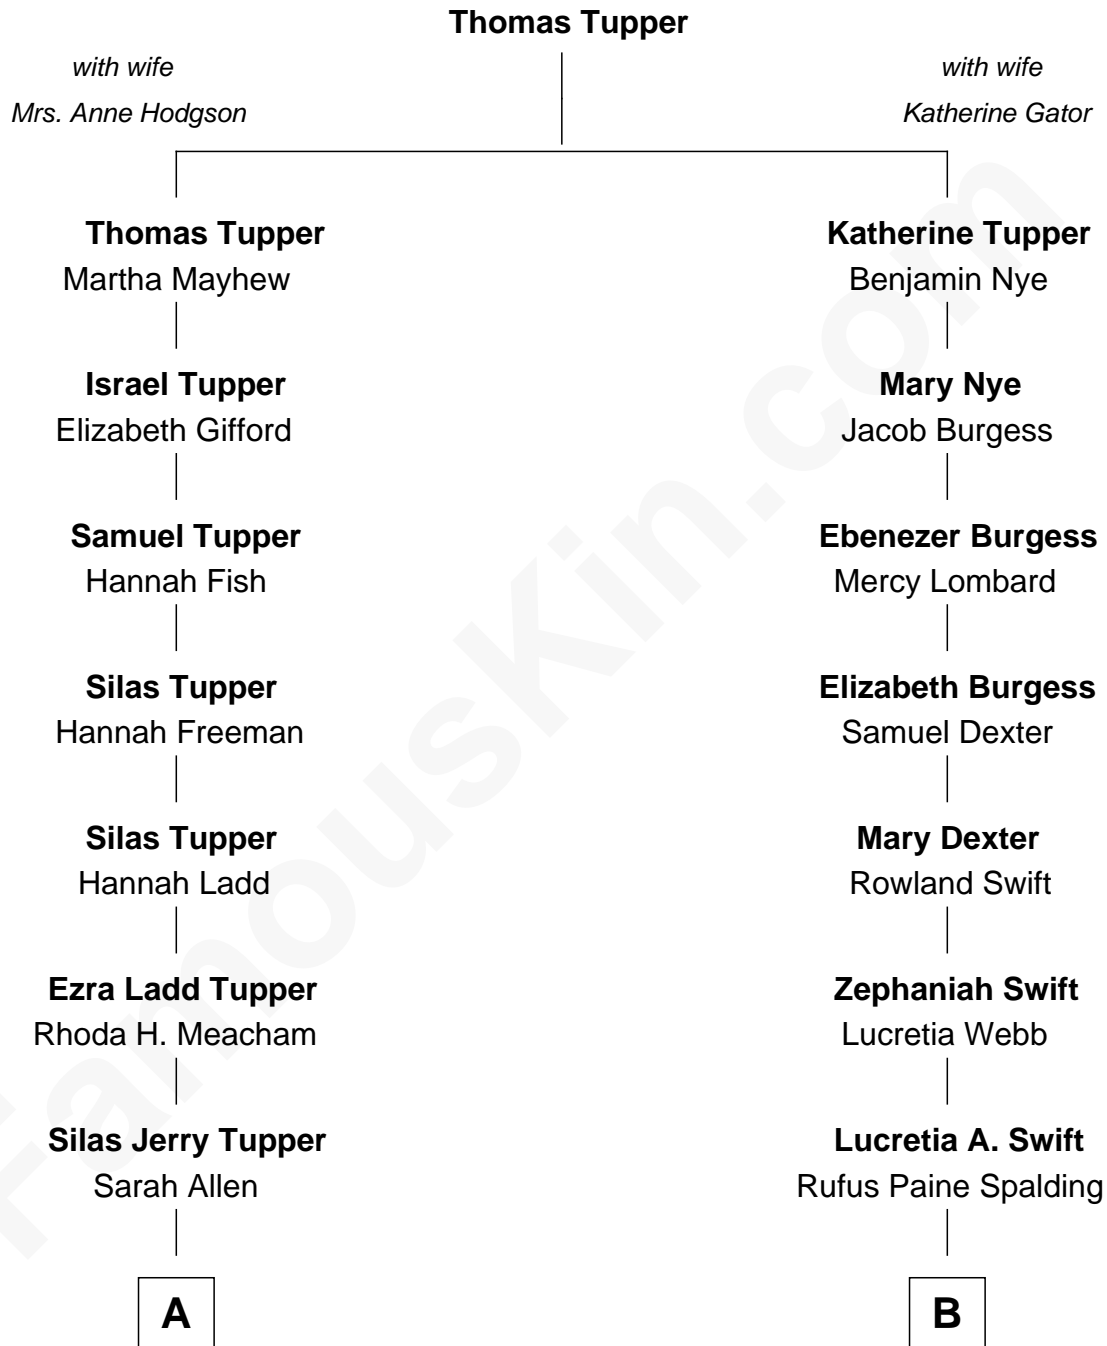 Thomas Tupper
with wife
Mrs. Anne Hodgson
with wife
Katherine Gator
Thomas Tupper
Martha Mayhew
Katherine Tupper
Benjamin Nye
Israel Tupper
Elizabeth Gifford
Mary Nye
Jacob Burgess
Samuel Tupper
Hannah Fish
Ebenezer Burgess
Mercy Lombard
Silas Tupper
Hannah Freeman
Elizabeth Burgess
Samuel Dexter
Silas Tupper
Hannah Ladd
Mary Dexter
Rowland Swift
Ezra Ladd Tupper
Rhoda H. Meacham
Zephaniah Swift
Lucretia Webb
Silas Jerry Tupper
Sarah Allen
Lucretia A. Swift
Rufus Paine Spalding
A
B
FamousKin.com